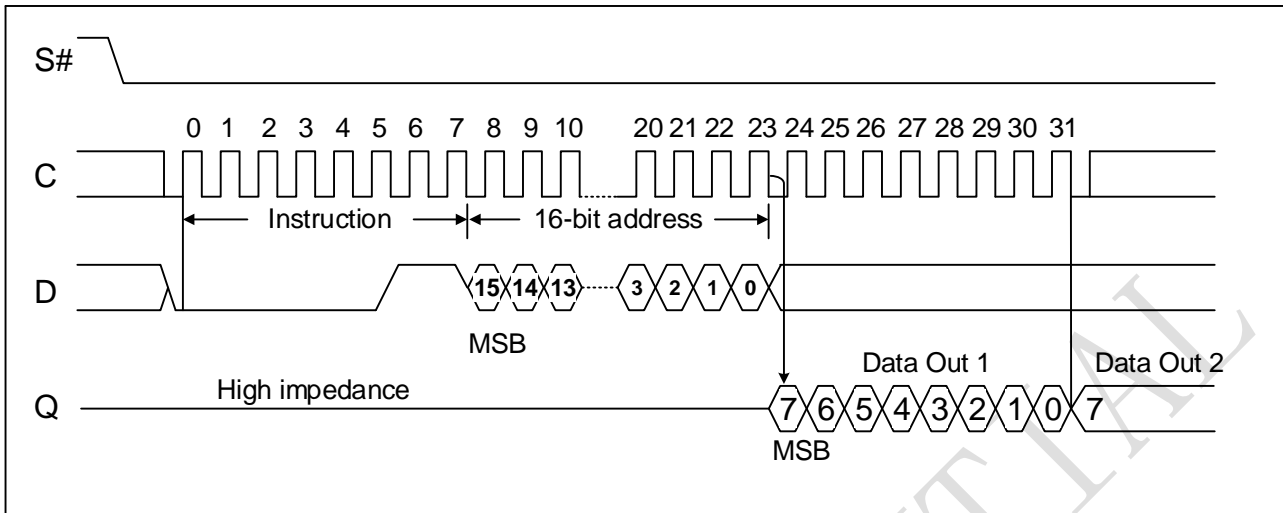 S#
0 1 2 3 4 5 6 7 8 9 10 20 21 22 23 24 25 26 27 28 29 30 31
C
Instruction 16-bit address
D
15 14 13 3 2 1 0
MSB
Data Out 1 Data Out 2
High impedance
Q
7 6 5 4 3 2 1 0 7
MSB